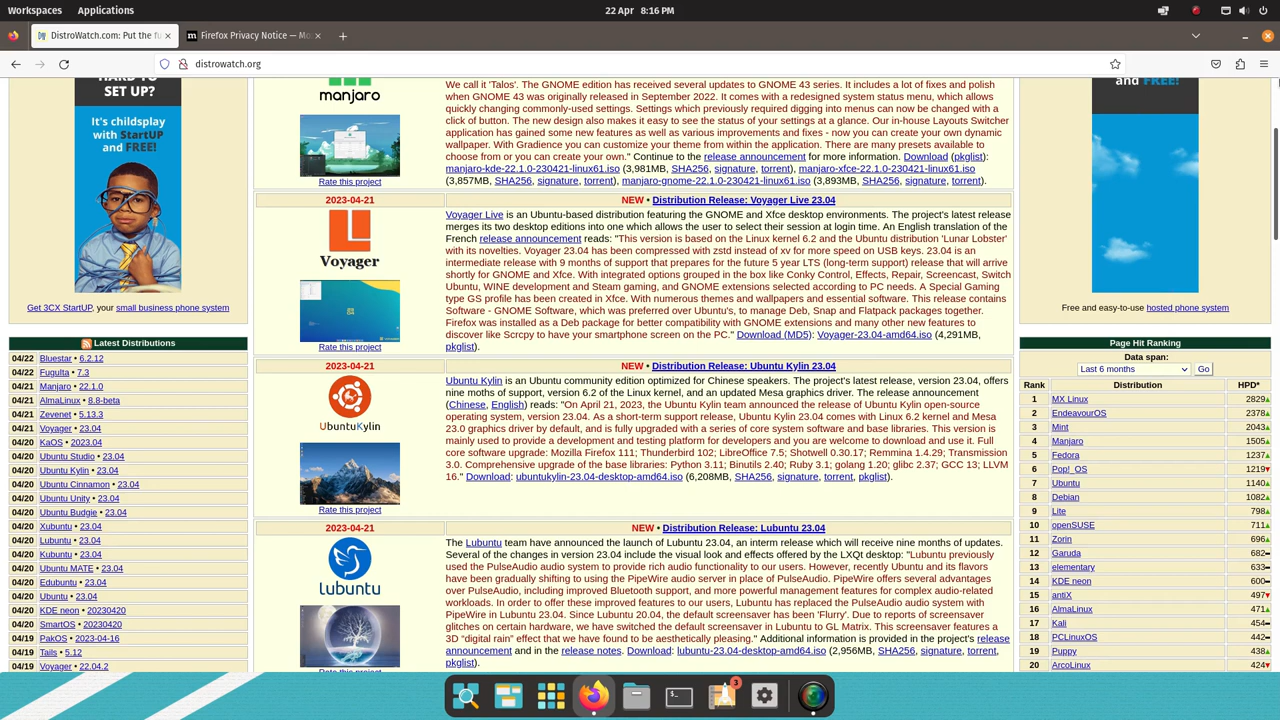 Workspaces Applications
22 Apr 8:16 PM
DistroWatch.com: Put the fu
Firefox Privacy Notice — Mo
distrowatch.org
HARD TO
SET UP?
It's childsplay
with StartUP
and FREE!
Get 3CX StartUP, your small business phone system
Latest Distributions
04/22 Bluestar • 6.2.12
04/22 Fuguita • 7.3
04/21 Manjaro • 22.1.0
04/21 AlmaLinux • 8.8-beta
04/21 Zevenet • 5.13.3
04/21 Voyager • 23.04
04/20 KaOS • 2023.04
04/20 Ubuntu Studio • 23.04
04/20 Ubuntu Kylin • 23.04
04/20 Ubuntu Cinnamon • 23.04
04/20 Ubuntu Unity • 23.04
04/20 Ubuntu Budgie • 23.04
04/20 Xubuntu • 23.04
04/20 Lubuntu • 23.04
04/20 Kubuntu • 23.04
04/20 Ubuntu MATE • 23.04
04/20 Edubuntu • 23.04
04/20 Ubuntu • 23.04
04/20 KDE neon • 20230420
04/20 SmartOS • 20230420
04/19 PakOS • 2023-04-16
04/19 Tails • 5.12
04/19 Voyager • 22.04.2
manjaro
Rate this project
We call it 'Talos'. The GNOME edition has received several updates to GNOME 43 series. It includes a lot of fixes and polish
when GNOME 43 was originally released in September 2022. It comes with a redesigned system status menu, which allows
quickly changing commonly-used settings. Settings which previously required digging into menus can now be changed with a
click of button. The new design also makes it easy to see the status of your settings at a glance. Our in-house Layouts Switcher
application has gained some new features as well as various improvements and fixes - now you can create your own dynamic
wallpaper. With Gradience you can customize your theme from within the application. There are many presets available to
choose from or you can create your own." Continue to the release announcement for more information. Download (pkglist):
manjaro-kde-22.1.0-230421-linux61.iso (3,981MB, SHA256, signature, torrent), manjaro-xfce-22.1.0-230421-linux61.iso
(3,857MB, SHA256, signature, torrent), manjaro-gnome-22.1.0-230421-linux61.iso (3,893MB, SHA256, signature, torrent).
2023-04-21
NEW • Distribution Release: Voyager Live 23.04
Voyager
Rate this project
Voyager Live is an Ubuntu-based distribution featuring the GNOME and Xfce desktop environments. The project's latest release
merges its two desktop editions into one which allows the user to select their session at login time. An English translation of the
French release announcement reads: "This version is based on the Linux kernel 6.2 and the Ubuntu distribution 'Lunar Lobster'
with its novelties. Voyager 23.04 has been compressed with zstd instead of xv for more speed on USB keys. 23.04 is an
intermediate release with 9 months of support that prepares for the future 5 year LTS (long-term support) release that will arrive
shortly for GNOME and Xfce. With integrated options grouped in the box like Conky Control, Effects, Repair, Screencast, Switch
Ubuntu, WINE development and Steam gaming, and GNOME extensions selected according to PC needs. A Special Gaming
type GS profile has been created in Xfce. With numerous themes and wallpapers and essential software. This release contains
Software - GNOME Software, which was preferred over Ubuntu's, to manage Deb, Snap and Flatpack packages together.
Firefox was installed as a Deb package for better compatibility with GNOME extensions and many other new features to
discover like Scrcpy to have your smartphone screen on the PC." Download (MD5): Voyager-23.04-amd64.iso (4,291MB,
pkglist).
2023-04-21
NEW • Distribution Release: Ubuntu Kylin 23.04
UbuntuKylin
Rate this project
Ubuntu Kylin is an Ubuntu community edition optimized for Chinese speakers. The project's latest release, version 23.04, offers
nine moths of support, version 6.2 of the Linux kernel, and an updated Mesa graphics driver. The release announcement
(Chinese, English) reads: "On April 21, 2023, the Ubuntu Kylin team announced the release of Ubuntu Kylin open-source
operating system, version 23.04. As a short-term support release, Ubuntu Kylin 23.04 comes with Linux 6.2 kernel and Mesa
23.0 graphics driver by default, and is fully upgraded with a series of core system software and base libraries. This version is
mainly used to provide a development and testing platform for developers and you are welcome to download and use it. Full
core software upgrade: Mozilla Firefox 111; Thunderbird 102; LibreOffice 7.5; Shotwell 0.30.17; Remmina 1.4.29; Transmission
3.0. Comprehensive upgrade of the base libraries: Python 3.11; Binutils 2.40; Ruby 3.1; golang 1.20; glibc 2.37; GCC 13; LLVM
16." Download: ubuntukylin-23.04-desktop-amd64.iso (6,208MB, SHA256, signature, torrent, pkglist).
2023-04-21
NEW • Distribution Release: Lubuntu 23.04
Lubuntu
The Lubuntu team have announced the launch of Lubuntu 23.04, an interm release which will receive nine months of updates.
Several of the changes in version 23.04 include the visual look and effects offered by the LXQt desktop: "Lubuntu previously
used the PulseAudio audio system to provide rich audio functionality to our users. However, recently Ubuntu and its flavors
have been gradually shifting to using the PipeWire audio server in place of PulseAudio. PipeWire offers several advantages
over PulseAudio, including improved Bluetooth support, and more powerful management features for complex audio-related
workloads. In order to offer these improved features to our users, Lubuntu has replaced the PulseAudio audio system with
PipeWire in Lubuntu 23.04. Since Lubuntu 20.04, the default screensaver has been 'Flurry'. Due to reports of screensaver
glitches on certain hardware, we have switched the default screensaver in Lubuntu to GL Matrix. This screensaver features a
3D "digital rain" effect that we have found to be aesthetically pleasing." Additional information is provided in the project's release
announcement and in the release notes. Download: lubuntu-23.04-desktop-amd64.iso (2,956MB, SHA256, signature, torrent,
pkglist).
Rate this project
and FREE!
Free and easy-to-use hosted phone system
Page Hit Ranking
Data span:
Last 6 months Go
Rank Distribution HPD*
1 MX Linux 2829
2 EndeavourOS 2378
3 Mint 2043
4 Manjaro 1505
5 Fedora 1237
6 Pop!_OS 1219
7 Ubuntu 1140
8 Debian 1082
9 Lite 798
10 openSUSE 711
11 Zorin 696
12 Garuda 682
13 elementary 633
14 KDE neon 600
15 antiX 497
16 AlmaLinux 471
17 Kali 454
18 PCLinuxOS 442
19 Puppy 438
20 ArcoLinux 424
3